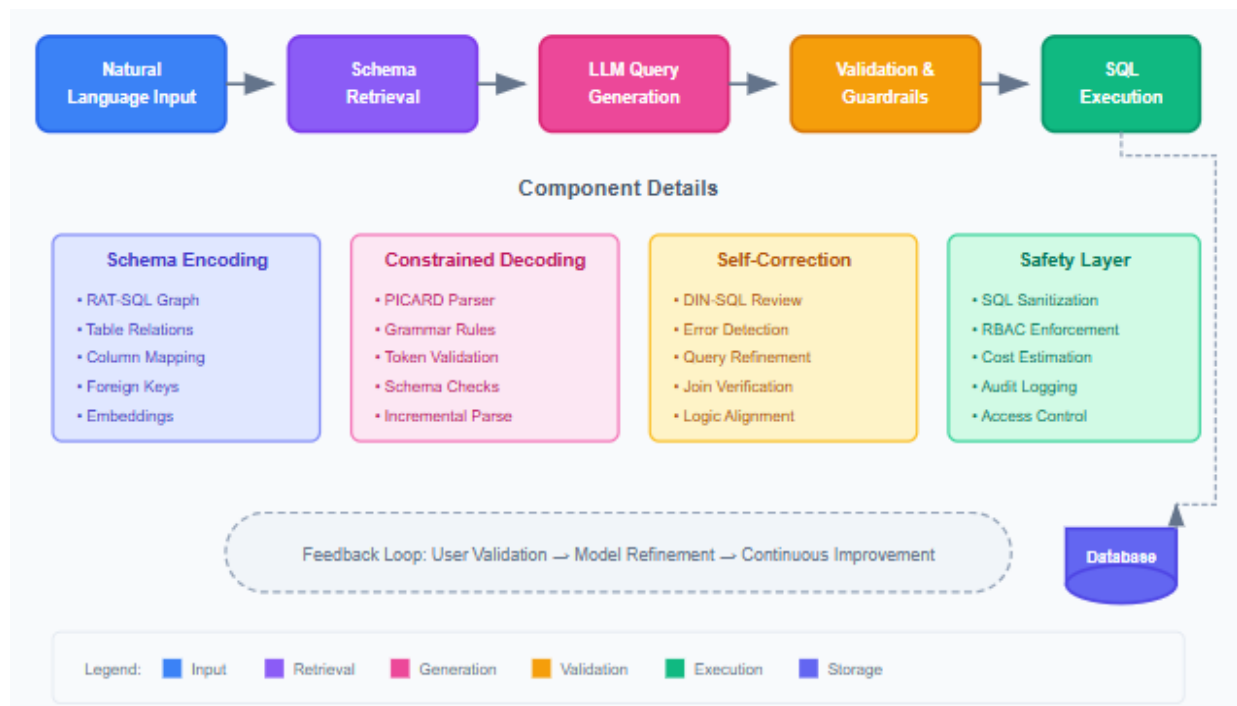 Natural
Language Input
Schema
Retrieval
LLM Query
Generation
Validation &
Guardrails
SQL
Execution
Component Details
Schema Encoding
• RAT-SQL Graph
• Table Relations
• Column Mapping
• Foreign Keys
• Embeddings
Constrained Decoding
• PICARD Parser
• Grammar Rules
• Token Validation
• Schema Checks
• Incremental Parse
Self-Correction
• DIN-SQL Review
• Error Detection
• Query Refinement
• Join Verification
• Logic Alignment
Safety Layer
• SQL Sanitization
• RBAC Enforcement
• Cost Estimation
• Audit Logging
• Access Control
Feedback Loop: User Validation → Model Refinement → Continuous Improvement
Database
Legend: Input Retrieval Generation Validation Execution Storage